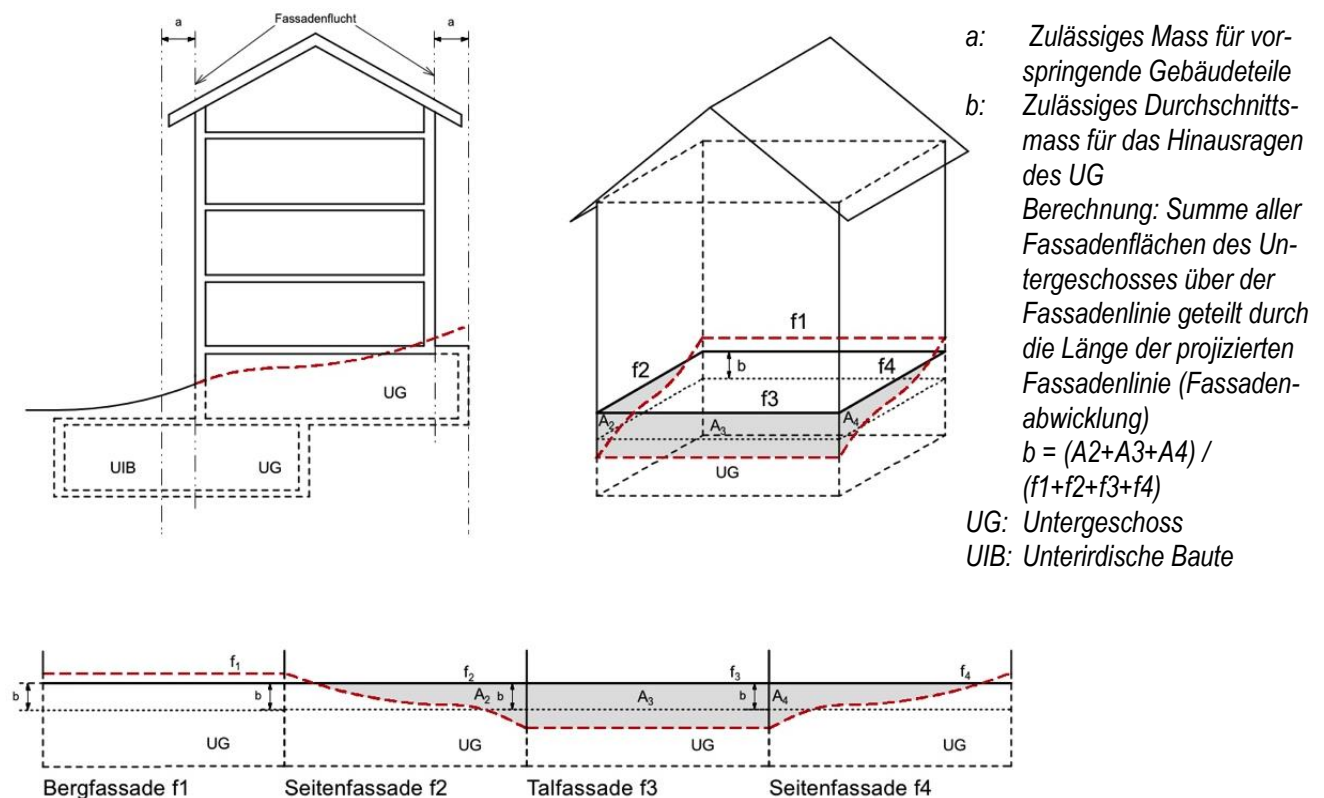 a
Fassadenflucht
a
UG
UIB
UG
f1
f2
b
f4
f3
A2
A3
A4
UG
a: Zulässiges Mass für vor-
springende Gebäudeteile
b: Zulässiges Durchschnitts-
mass für das Hinausragen
des UG
Berechnung: Summe aller
Fassadenflächen des Un-
tergeschosses über der
Fassadenlinie geteilt durch
die Länge der projizierten
Fassadenlinie (Fassaden-
abwicklung)
b = (A2+A3+A4) /
(f1+f2+f3+f4)
UG: Untergeschoss
UIB: Unterirdische Baute
f1 f2 f3 f4
b b A2 b A3 b A4
UG UG UG UG
Bergfassade f1 Seitenfassade f2 Talfassade f3 Seitenfassade f4